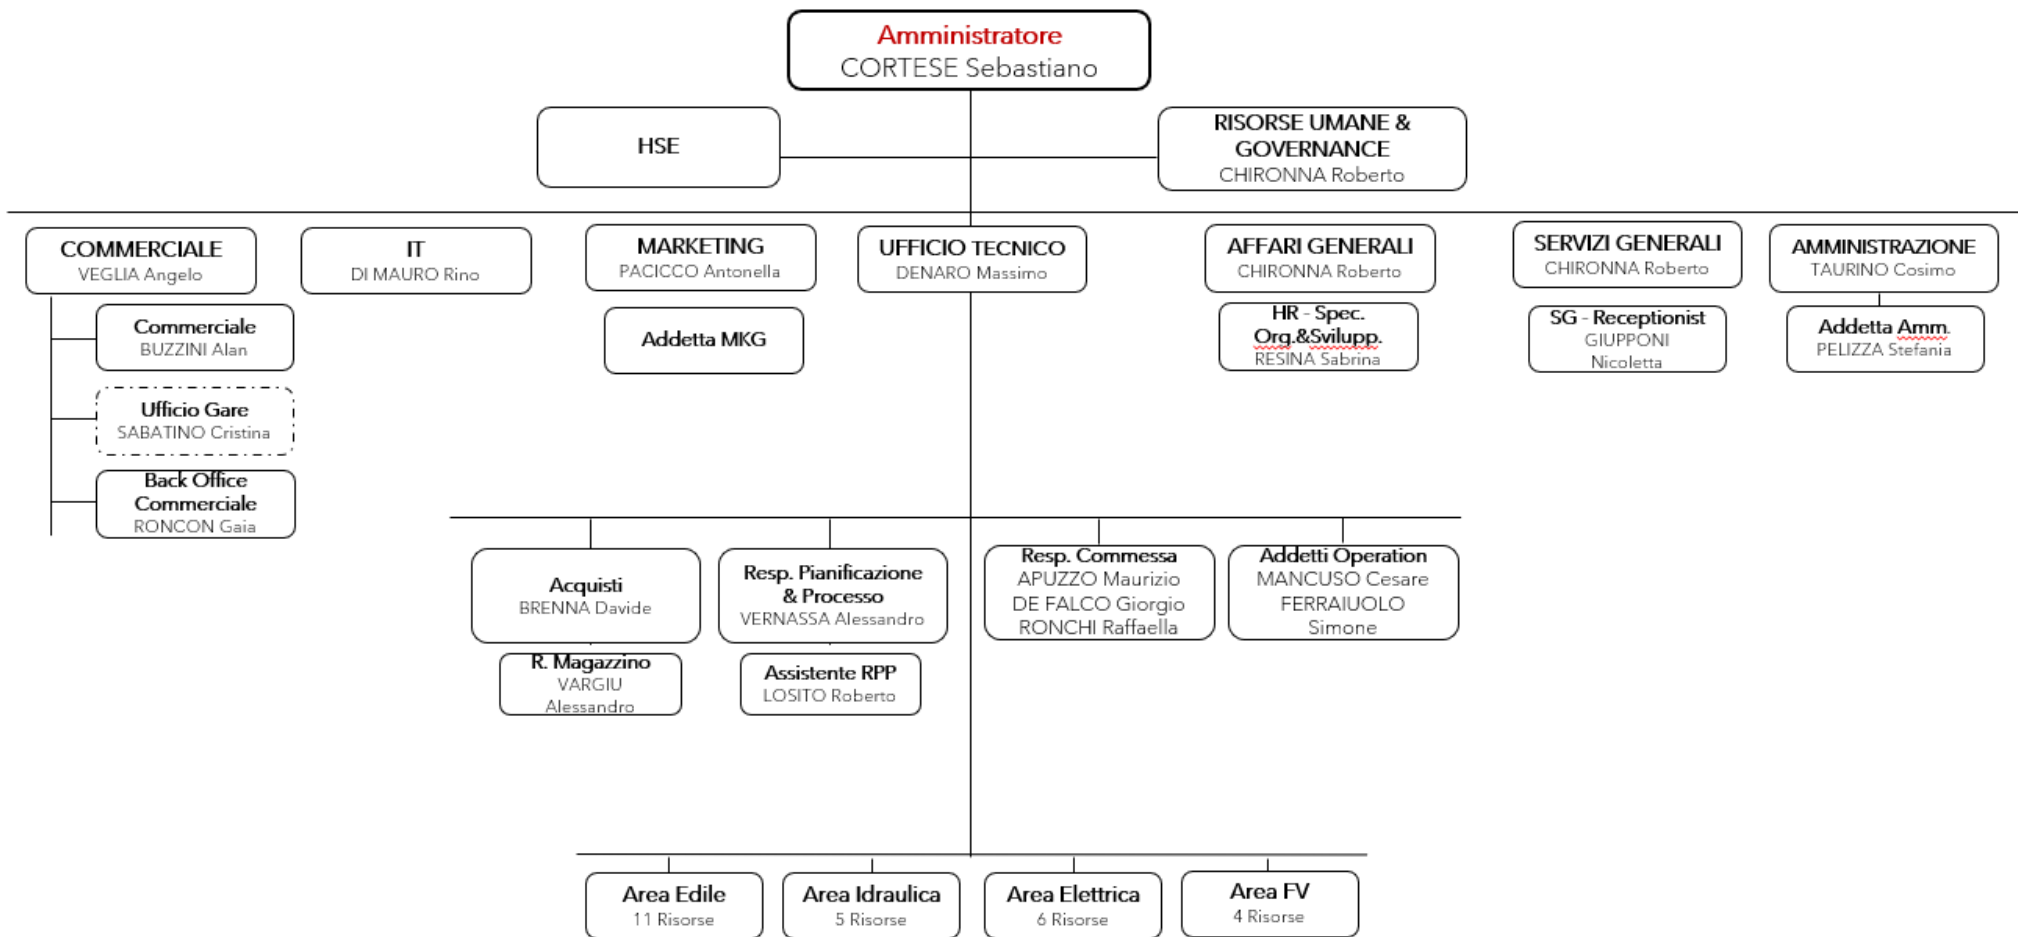 Amministratore
CORTESE Sebastiano
HSE
RISORSE UMANE &
GOVERNANCE
CHIRONNA Roberto
COMMERCIALE
VEGLIA Angelo
IT
DI MAURO Rino
MARKETING
PACICCO Antonella
UFFICIO TECNICO
DENARO Massimo
AFFARI GENERALI
CHIRONNA Roberto
SERVIZI GENERALI
CHIRONNA Roberto
AMMINISTRAZIONE
TAURINO Cosimo
Commerciale
BUZZINI Alan
Addetta MKG
HR - Spec.
Org.&Svilupp.
RESINA Sabrina
SG - Receptionist
GIUPPONI
Nicoletta
Addetta Amm.
PELIZZA Stefania
Ufficio Gare
SABATINO Cristina
Back Office
Commerciale
RONCON Gaia
Acquisti
BRENNA Davide
Resp. Pianificazione
& Processo
VERNASSA Alessandro
Resp. Commessa
APUZZO Maurizio
DE FALCO Giorgio
RONCHI Raffaella
Addetti Operation
MANCUSO Cesare
FERRAIUOLO
Simone
R. Magazzino
VARGIU
Alessandro
Assistente RPP
LOSITO Roberto
Area Edile
11 Risorse
Area Idraulica
5 Risorse
Area Elettrica
6 Risorse
Area FV
4 Risorse